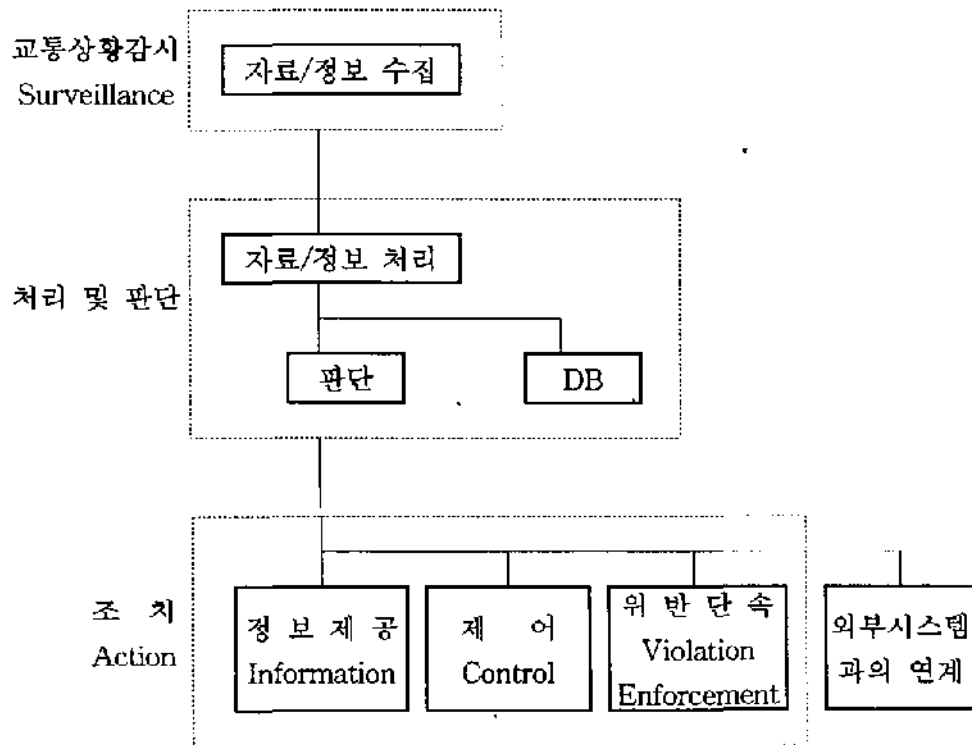 교통상황감시
Surveillance
자료/정보 수집
처리 및 판단
자료/정보 처리
판단
DB
조 치
Action
정 보 제 공
Information
제 어
Control
위 반 단 속
Violation
Enforcement
외부시스템
과의 연계